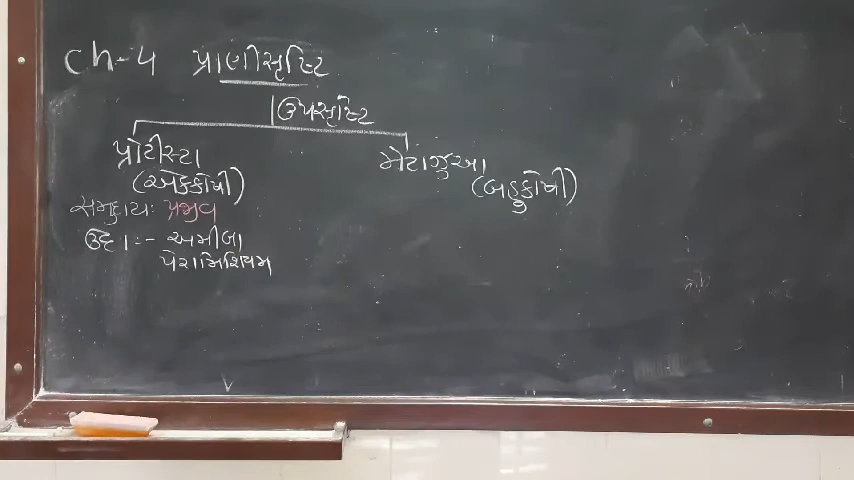 Ch-4 પ્રાણીસૃષ્ટિ
ઉપસૃષ્ટિ
પ્રોટીસ્ટા
(એકકોષી)
સમુદાય: પ્રજીવ
ઉદા :- અમીબા
પેરામિશિયમ
મેટાઝુઆ
(બહુકોષી)